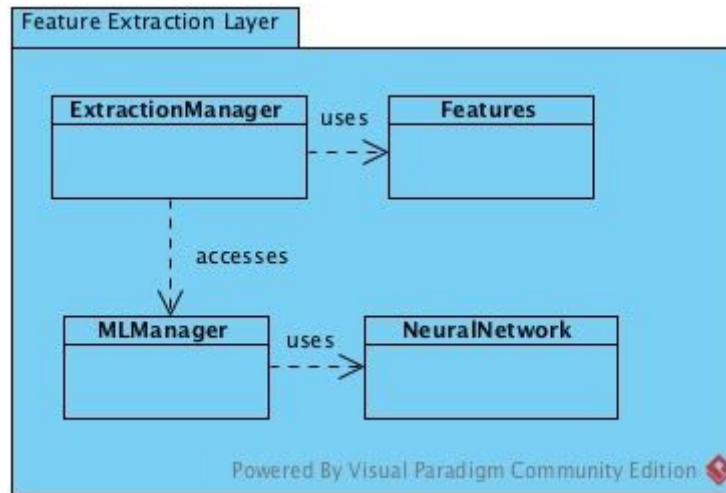 Feature Extraction Layer
ExtractionManager
uses
Features
accesses
MLManager
uses
NeuralNetwork
Powered By Visual Paradigm Community Edition